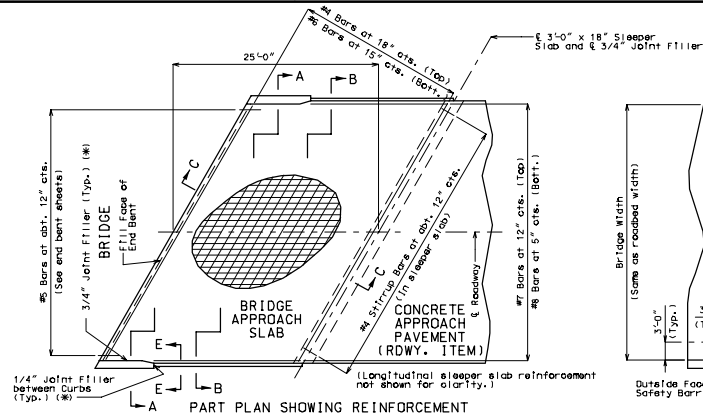 #4 Bars at 18" cts. (Top)
#6 Bars at 15" cts. (Bott.)
℄ 3'-0" x 18" Sleeper
Slab and ℄ 3/4" Joint Filler
25'-0"
A
B
C
#5 Bars at abt. 12" cts.
(See end bent sheets)
3/4" Joint Filler (Typ.) (*)
BRIDGE
Fill Face of
End Bent
#4 Stirrup Bars at abt. 12" cts.
(in sleeper slab)
C
℄ Roadway
#7 Bars at 12" cts. (Top)
#8 Bars at 5" cts. (Bott.)
Bridge Width
(Same as roadbed width)
3'-0"
(Typ.)
BRIDGE
APPROACH
SLAB
CONCRETE
APPROACH
PAVEMENT
(RDWY. ITEM)
E
E
B
A
1/4" Joint Filler
between Curbs
(Typ.) (*)
(Longitudinal sleeper slab reinforcement
not shown for clarity.)
Outside Fac
Safety Barr
PART PLAN SHOWING REINFORCEMENT